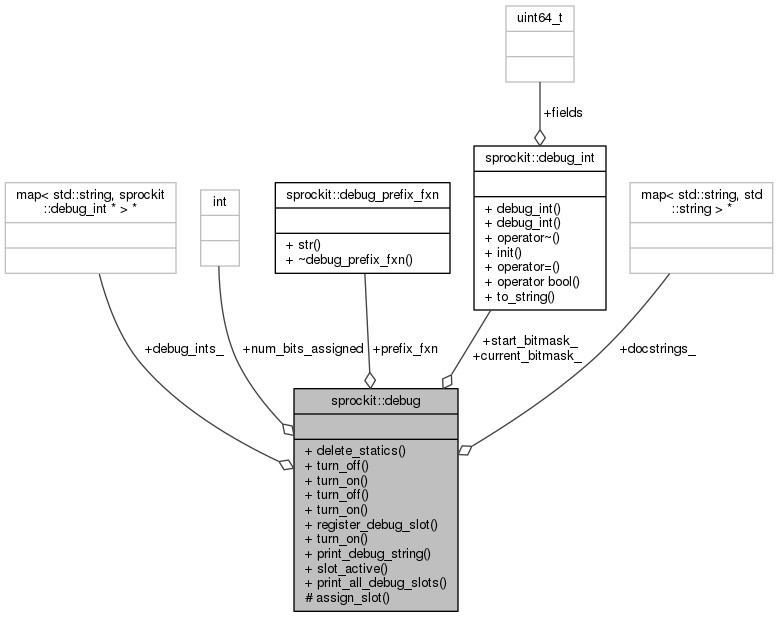 uint64_t
+fields
map< std::string, sprockit
::debug_int * > *
int
sprockit::debug_prefix_fxn
+ str()
+ ~debug_prefix_fxn()
sprockit::debug_int
+ debug_int()
+ debug_int()
+ operator~()
+ init()
+ operator=()
+ operator bool()
+ to_string()
map< std::string, std
::string > *
+debug_ints_
+num_bits_assigned
+prefix_fxn
+start_bitmask_
+current_bitmask_
+docstrings_
sprockit::debug
+ delete_statics()
+ turn_off()
+ turn_on()
+ turn_off()
+ turn_on()
+ register_debug_slot()
+ turn_on()
+ print_debug_string()
+ slot_active()
+ print_all_debug_slots()
# assign_slot()